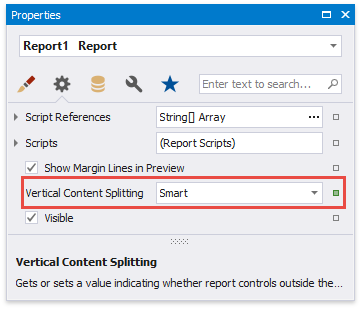 Properties
Report1 Report
Enter text to search...
Script References String[] Array ...
Scripts (Report Scripts)
Show Margin Lines in Preview
Vertical Content Splitting Smart
Visible
Vertical Content Splitting
Gets or sets a value indicating whether report controls outside the...